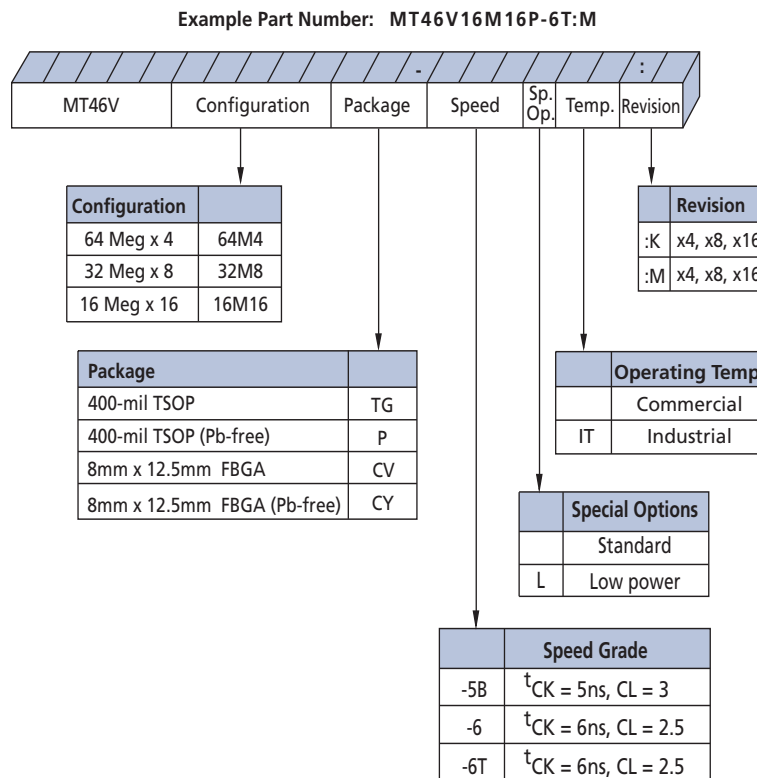 Example Part Number: MT46V16M16P-6T:M
- :
MT46V Configuration Package Speed Sp. Op. Temp. Revision
Configuration
64 Meg x 4 64M4
32 Meg x 8 32M8
16 Meg x 16 16M16
Revision
:K x4, x8, x16
:M x4, x8, x16
Package
400-mil TSOP TG
400-mil TSOP (Pb-free) P
8mm x 12.5mm FBGA CV
8mm x 12.5mm FBGA (Pb-free) CY
Operating Temp
Commercial
IT Industrial
Special Options
Standard
L Low power
Speed Grade
-5B tCK = 5ns, CL = 3
-6 tCK = 6ns, CL = 2.5
-6T tCK = 6ns, CL = 2.5